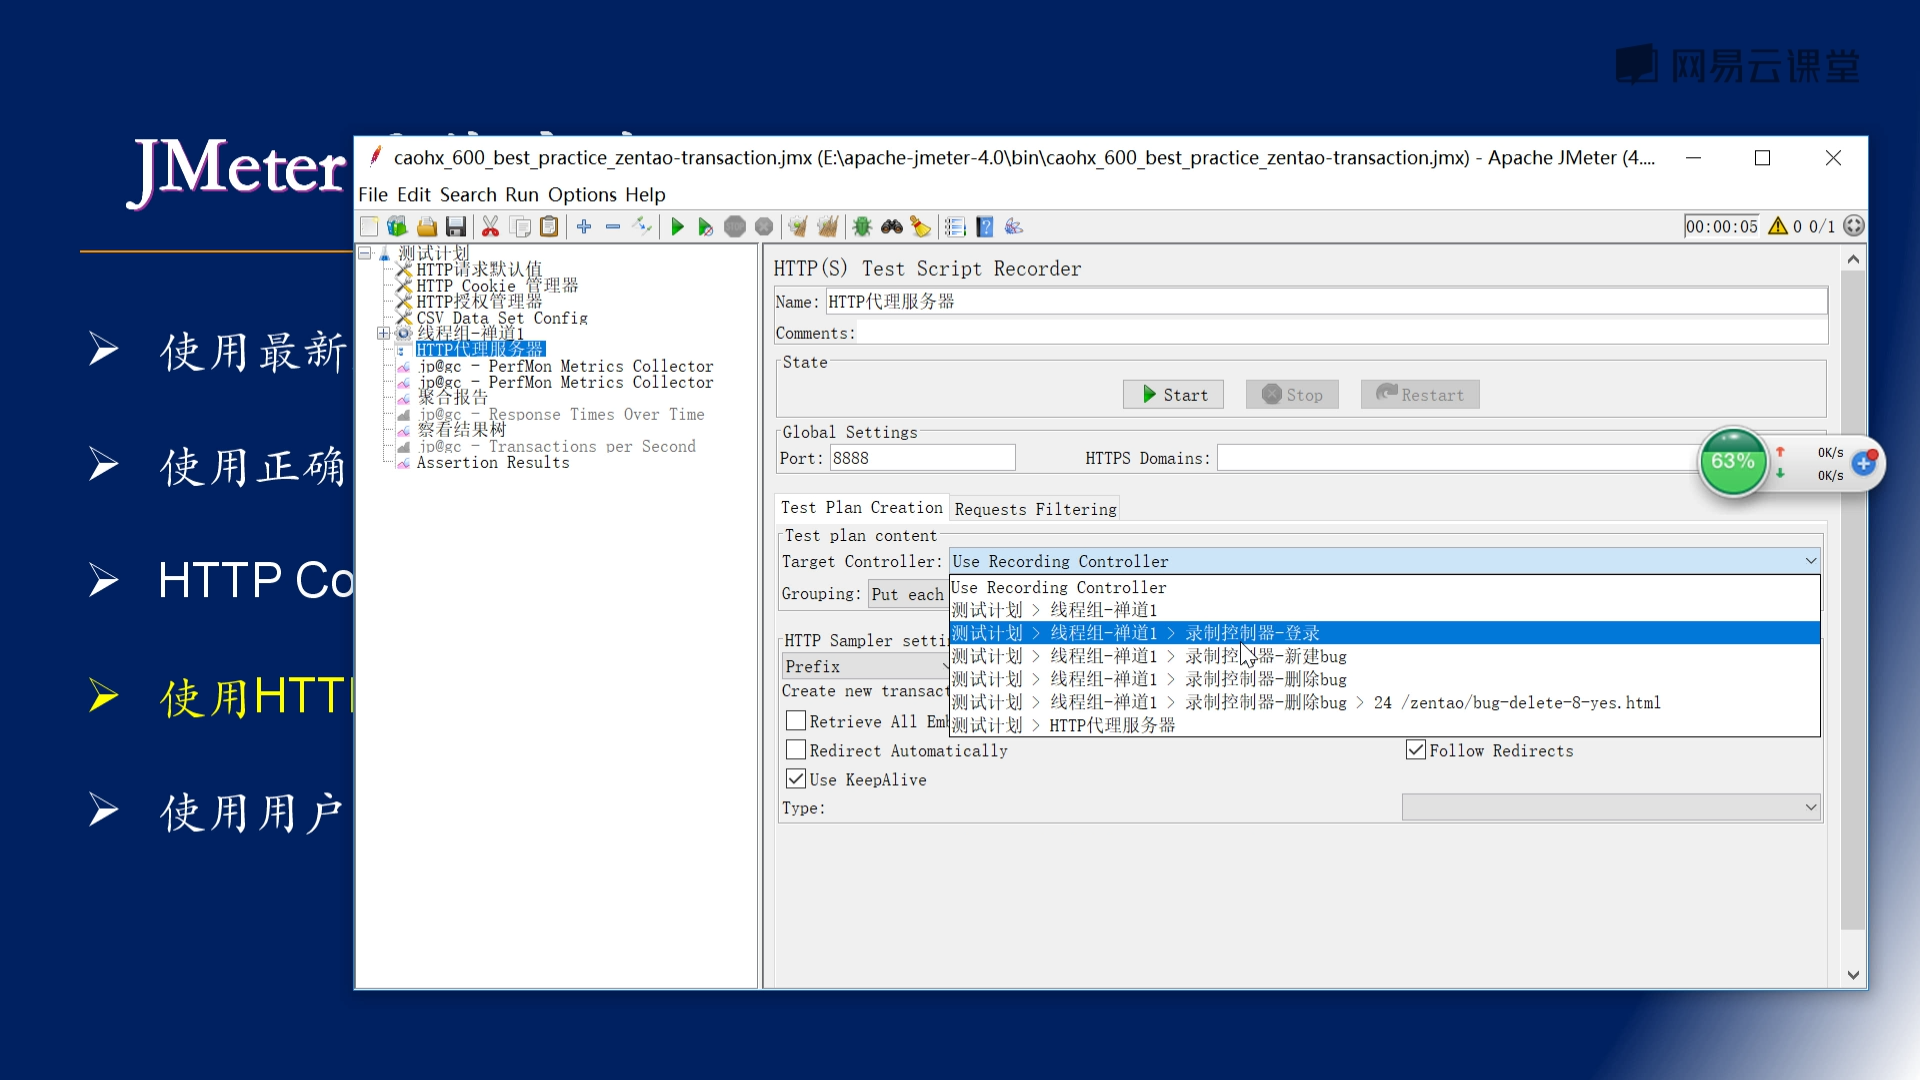 网易云课堂
JMeter
caohx_600_best_practice_zentao-transaction.jmx (E:\apache-jmeter-4.0\bin\caohx_600_best_practice_zentao-transaction.jmx) - Apache JMeter (4....
File Edit Search Run Options Help
00:00:05 0 0/1
测试计划
HTTP请求默认值
HTTP Cookie 管理器
HTTP授权管理器
CSV Data Set Config
线程组-禅道1
HTTP代理服务器
jp@gc - PerfMon Metrics Collector
jp@gc - PerfMon Metrics Collector
聚合报告
jp@gc - Response Times Over Time
察看结果树
jp@gc - Transactions per Second
Assertion Results
HTTP(S) Test Script Recorder
Name: HTTP代理服务器
Comments:
State
Start Stop Restart
Global Settings
Port: 8888 HTTPS Domains:
63% 0K/s
0K/s
Test Plan Creation Requests Filtering
Test plan content
Target Controller: Use Recording Controller
Use Recording Controller
测试计划 > 线程组-禅道1
测试计划 > 线程组-禅道1 > 录制控制器-登录
测试计划 > 线程组-禅道1 > 录制控制器-新建bug
测试计划 > 线程组-禅道1 > 录制控制器-删除bug
测试计划 > 线程组-禅道1 > 录制控制器-删除bug > 24 /zentao/bug-delete-8-yes.html
测试计划 > HTTP代理服务器
Grouping: Put each
HTTP Sampler setti
Prefix
Create new transact
Retrieve All Emb
Redirect Automatically Follow Redirects
Use KeepAlive
Type:
使用最新
使用正确
HTTP Co
使用HTT
使用用户